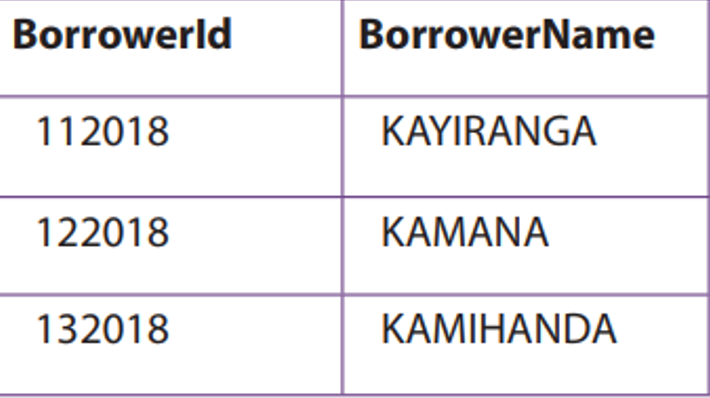 BorrowerId BorrowerName
112018 KAYIRANGA
122018 KAMANA
132018 KAMIHANDA